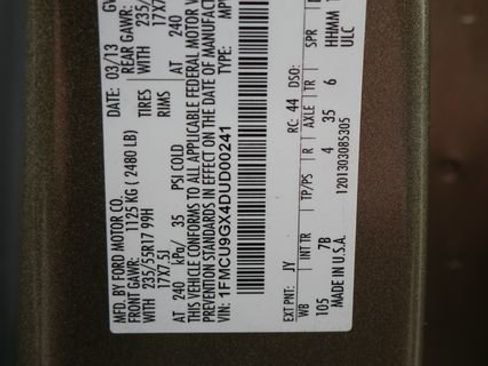 MFD. BY FORD MOTOR CO.
DATE: 03/13 GV
FRONT GAWR: 1125 KG ( 2480 LB) REAR GAWR:
WITH 235/55R17 99H TIRES WITH 235/
17X7.5J RIMS 17X7
AT 240 kPa/ 35 PSI COLD AT 240
THIS VEHICLE CONFORMS TO ALL APPLICABLE FEDERAL MOTOR V
PREVENTION STANDARDS IN EFFECT ON THE DATE OF MANUFACT
VIN: 1FMCU9GX4DUD00241 TYPE: MP
EXT PNT: JY RC: 44 DSO:
WB INT TR TP/PS R AXLE TR SPR
105 7B 4 35 6 HHMM
MADE IN U.S.A. 1201303085305 ULC